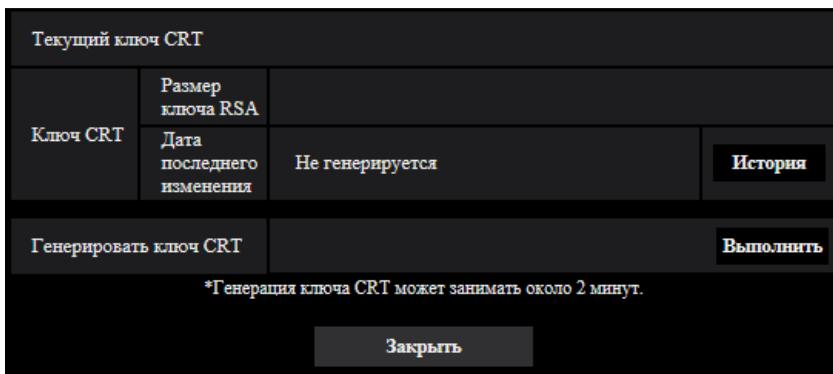 Текущий ключ CRT
Ключ CRT
Размер
ключа RSA
Дата
последнего
изменения
Не генерируется
История
Генерировать ключ CRT
Выполнить
*Генерация ключа CRT может занимать около 2 минут.
Закрыть